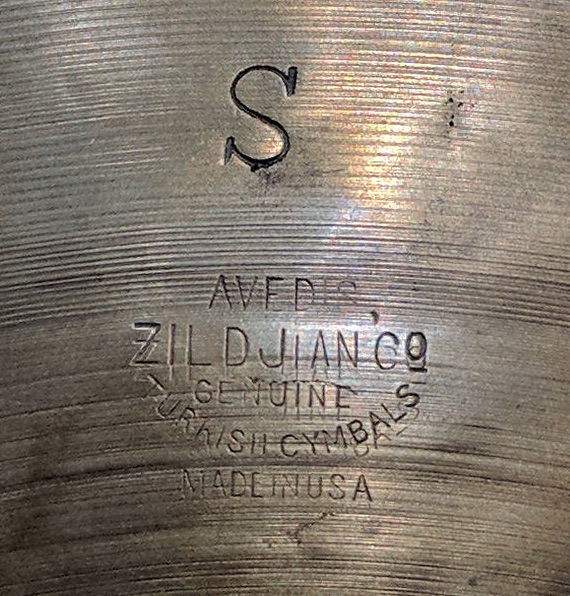 S
AVEDIS
ZILDJIAN CO
GENUINE
TURKISH CYMBALS
MADE IN USA